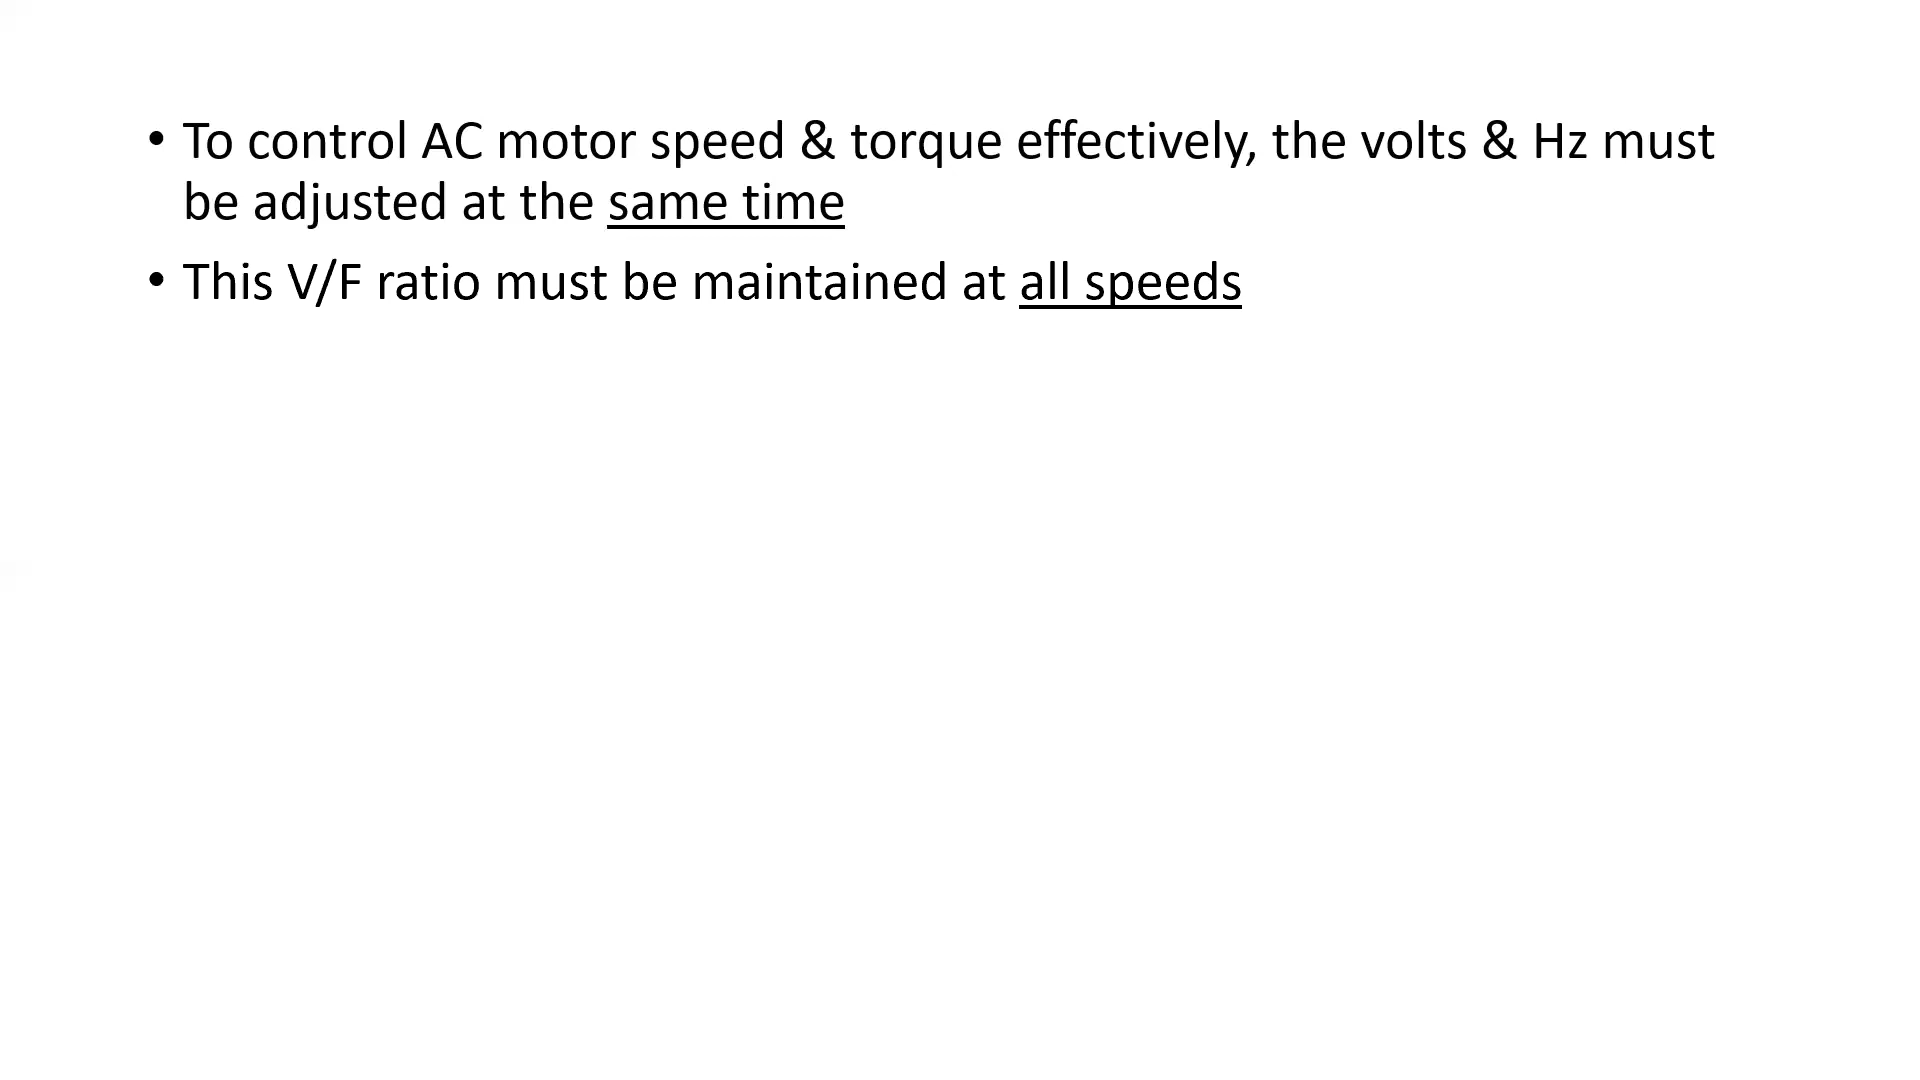 • To control AC motor speed & torque effectively, the volts & Hz must
be adjusted at the same time
• This V/F ratio must be maintained at all speeds